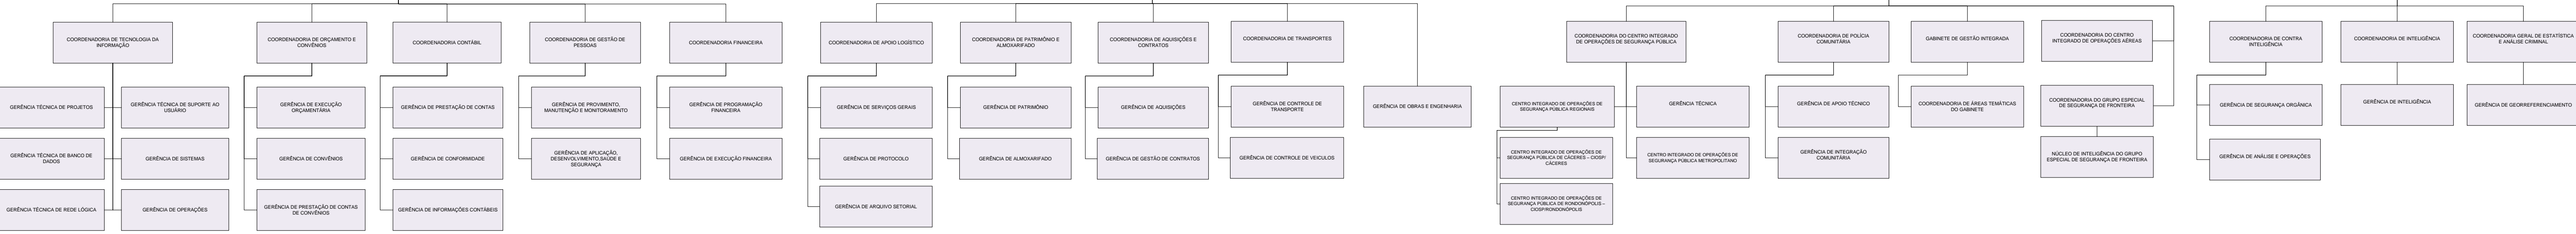 COORDENADORIA DE TECNOLOGIA DA
INFORMAÇÃO
GERÊNCIA TÉCNICA DE PROJETOS
GERÊNCIA TÉCNICA DE SUPORTE AO
USUÁRIO
GERÊNCIA TÉCNICA DE BANCO DE
DADOS
GERÊNCIA DE SISTEMAS
GERÊNCIA TÉCNICA DE REDE LÓGICA
GERÊNCIA DE OPERAÇÕES
COORDENADORIA DE ORÇAMENTO E
CONVÊNIOS
GERÊNCIA DE EXECUÇÃO
ORÇAMENTÁRIA
GERÊNCIA DE CONVÊNIOS
GERÊNCIA DE PRESTAÇÃO DE CONTAS
DE CONVÊNIOS
COORDENADORIA CONTÁBIL
GERÊNCIA DE PRESTAÇÃO DE CONTAS
GERÊNCIA DE CONFORMIDADE
GERÊNCIA DE INFORMAÇÕES CONTÁBEIS
COORDENADORIA DE GESTÃO DE
PESSOAS
GERÊNCIA DE PROVIMENTO,
MANUTENÇÃO E MONITORAMENTO
GERÊNCIA DE APLICAÇÃO,
DESENVOLVIMENTO,SAÚDE E
SEGURANÇA
COORDENADORIA FINANCEIRA
GERÊNCIA DE PROGRAMAÇÃO
FINANCEIRA
GERÊNCIA DE EXECUÇÃO FINANCEIRA
COORDENADORIA DE APOIO LOGÍSTICO
GERÊNCIA DE SERVIÇOS GERAIS
GERÊNCIA DE PROTOCOLO
GERÊNCIA DE ARQUIVO SETORIAL
COORDENADORIA DE PATRIMÔNIO E
ALMOXARIFADO
GERÊNCIA DE PATRIMÔNIO
GERÊNCIA DE ALMOXARIFADO
COORDENADORIA DE AQUISIÇÕES E
CONTRATOS
GERÊNCIA DE AQUISIÇÕES
GERÊNCIA DE GESTÃO DE CONTRATOS
COORDENADORIA DE TRANSPORTES
GERÊNCIA DE CONTROLE DE
TRANSPORTE
GERÊNCIA DE CONTROLE DE VEICULOS
GERÊNCIA DE OBRAS E ENGENHARIA
COORDENADORIA DO CENTRO INTEGRADO
DE OPERAÇÕES DE SEGURANÇA PÚBLICA
CENTRO INTEGRADO DE OPERAÇÕES DE
SEGURANÇA PÚBLICA REGIONAIS
GERÊNCIA TÉCNICA
CENTRO INTEGRADO DE OPERAÇÕES DE
SEGURANÇA PÚBLICA DE CÁCERES – CIOSP/
CÁCERES
CENTRO INTEGRADO DE OPERAÇÕES DE
SEGURANÇA PÚBLICA METROPOLITANO
CENTRO INTEGRADO DE OPERAÇÕES DE
SEGURANÇA PÚBLICA DE RONDONÓPOLIS –
CIOSP/RONDONÓPOLIS
COORDENADORIA DE POLÍCIA
COMUNITÁRIA
GERÊNCIA DE APOIO TÉCNICO
GERÊNCIA DE INTEGRAÇÃO
COMUNITÁRIA
GABINETE DE GESTÃO INTEGRADA
COORDENADORIA DE ÁREAS TEMÁTICAS
DO GABINETE
COORDENADORIA DO CENTRO
INTEGRADO DE OPERAÇÕES AÉREAS
COORDENADORIA DO GRUPO ESPECIAL
DE SEGURANÇA DE FRONTEIRA
NÚCLEO DE INTELIGÊNCIA DO GRUPO
ESPECIAL DE SEGURANÇA DE FRONTEIRA
COORDENADORIA DE CONTRA
INTELIGÊNCIA
GERÊNCIA DE SEGURANÇA ORGÂNICA
GERÊNCIA DE ANÁLISE E OPERAÇÕES
COORDENADORIA DE INTELIGÊNCIA
GERÊNCIA DE INTELIGÊNCIA
COORDENADORIA GERAL DE ESTATÍSTICA
E ANÁLISE CRIMINAL
GERÊNCIA DE GEORREFERENCIAMENTO